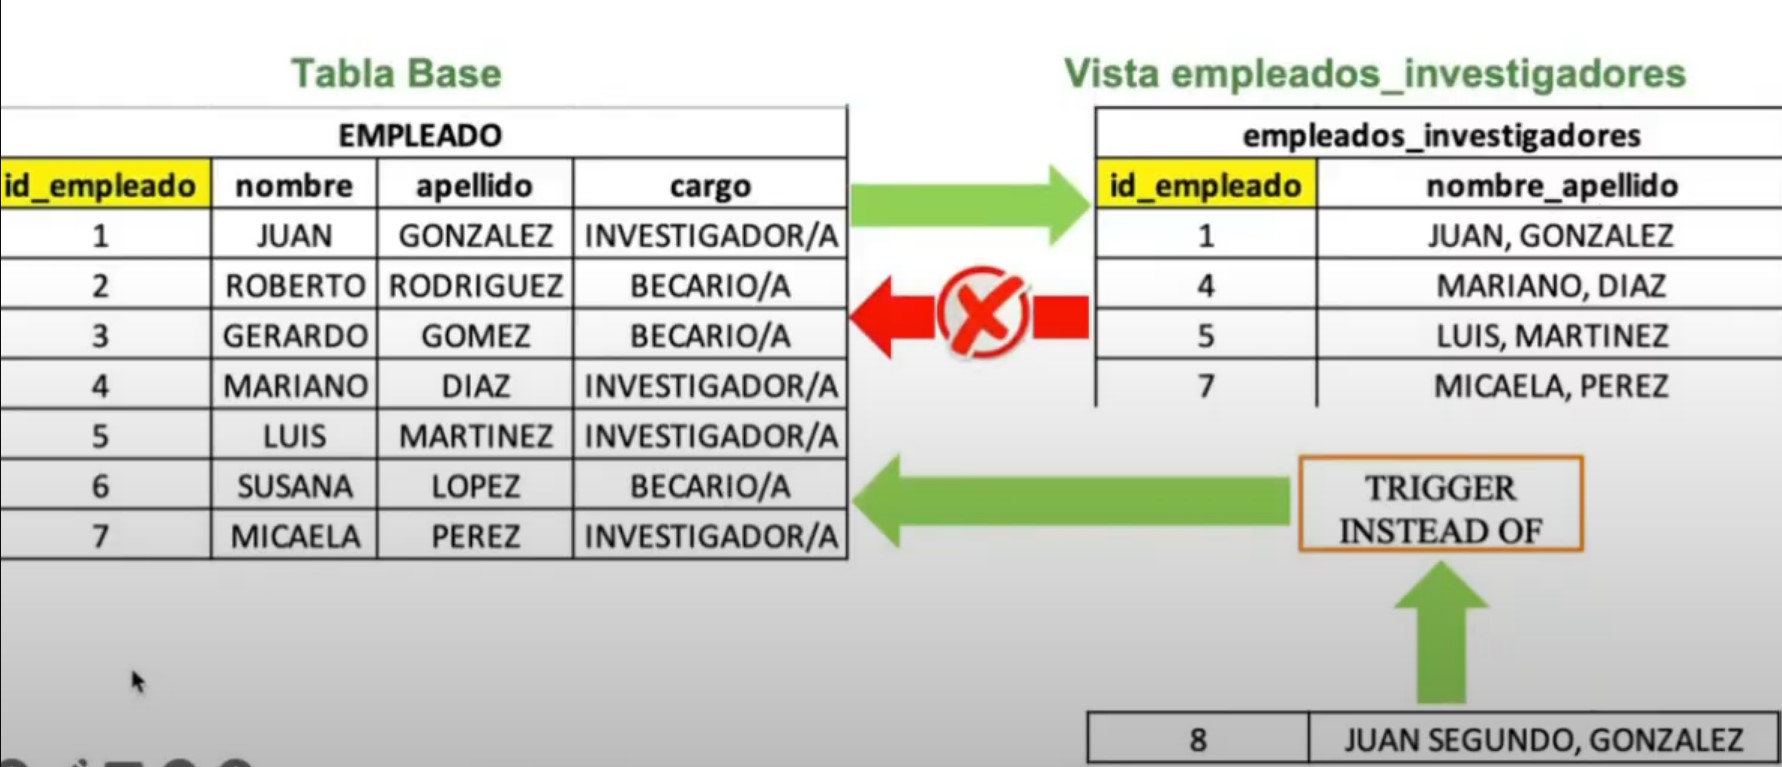 Tabla Base
EMPLEADO
id_empleado nombre apellido cargo
1 JUAN GONZALEZ INVESTIGADOR/A
2 ROBERTO RODRIGUEZ BECARIO/A
3 GERARDO GOMEZ BECARIO/A
4 MARIANO DIAZ INVESTIGADOR/A
5 LUIS MARTINEZ INVESTIGADOR/A
6 SUSANA LOPEZ BECARIO/A
7 MICAELA PEREZ INVESTIGADOR/A
Vista empleados_investigadores
empleados_investigadores
id_empleado nombre_apellido
1 JUAN, GONZALEZ
4 MARIANO, DIAZ
5 LUIS, MARTINEZ
7 MICAELA, PEREZ
TRIGGER
INSTEAD OF
8 JUAN SEGUNDO, GONZALEZ